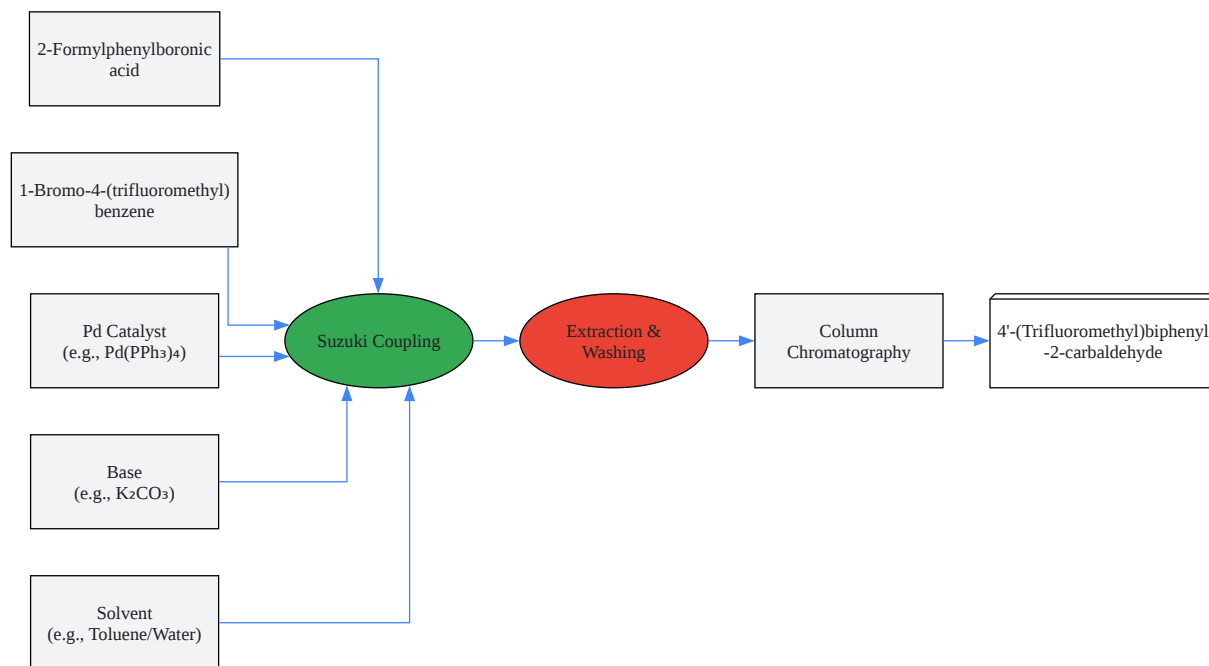 2-Formylphenylboronic
acid
1-Bromo-4-(trifluoromethyl)
benzene
Pd Catalyst
(e.g., Pd(PPh₃)₄)
Base
(e.g., K₂CO₃)
Solvent
(e.g., Toluene/Water)
Suzuki Coupling
Extraction &
Washing
Column
Chromatography
4'-(Trifluoromethyl)biphenyl
-2-carbaldehyde